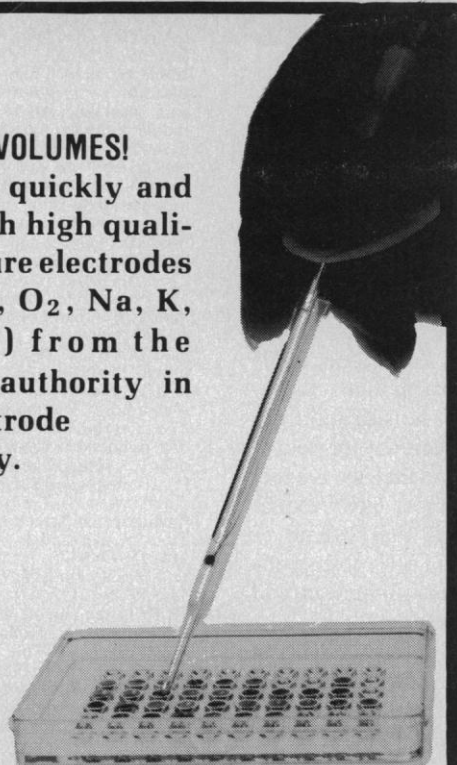 VOLUMES!
quickly and
h high quali-
ure electrodes
, O₂, Na, K,
) from the
authority in
trode
y.